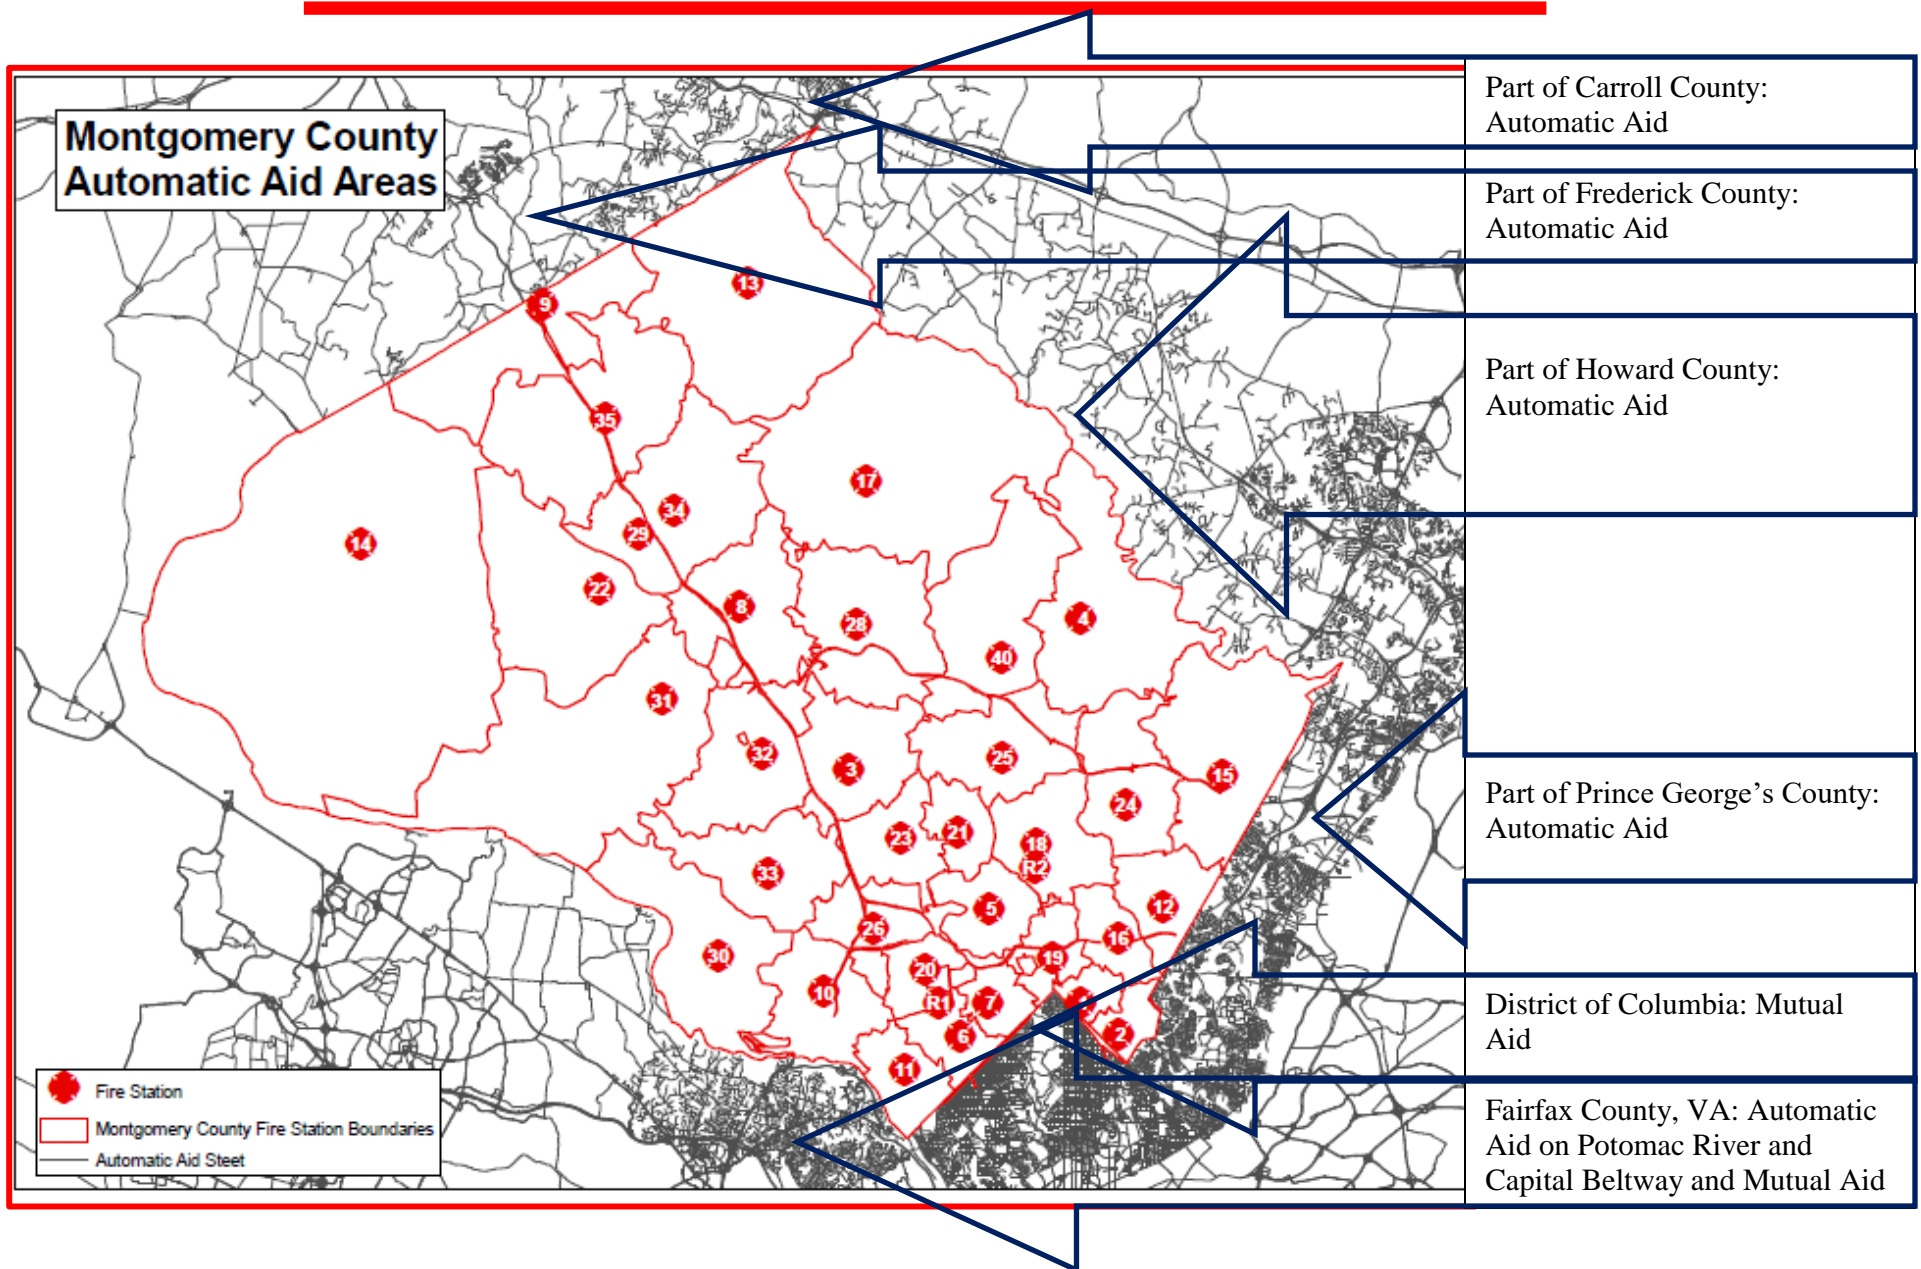 Montgomery County
Automatic Aid Areas
Part of Carroll County:
Automatic Aid
Part of Frederick County:
Automatic Aid
Part of Howard County:
Automatic Aid
Part of Prince George’s County:
Automatic Aid
District of Columbia: Mutual
Aid
Fairfax County, VA: Automatic
Aid on Potomac River and
Capital Beltway and Mutual Aid
13
9
35
17
34
29
14
22
8
28
4
40
31
32
3
25
15
24
23
21
18
R2
33
5
12
26
16
30
19
20
10
R1
7
6
2
11
Fire Station
Montgomery County Fire Station Boundaries
Automatic Aid Steet